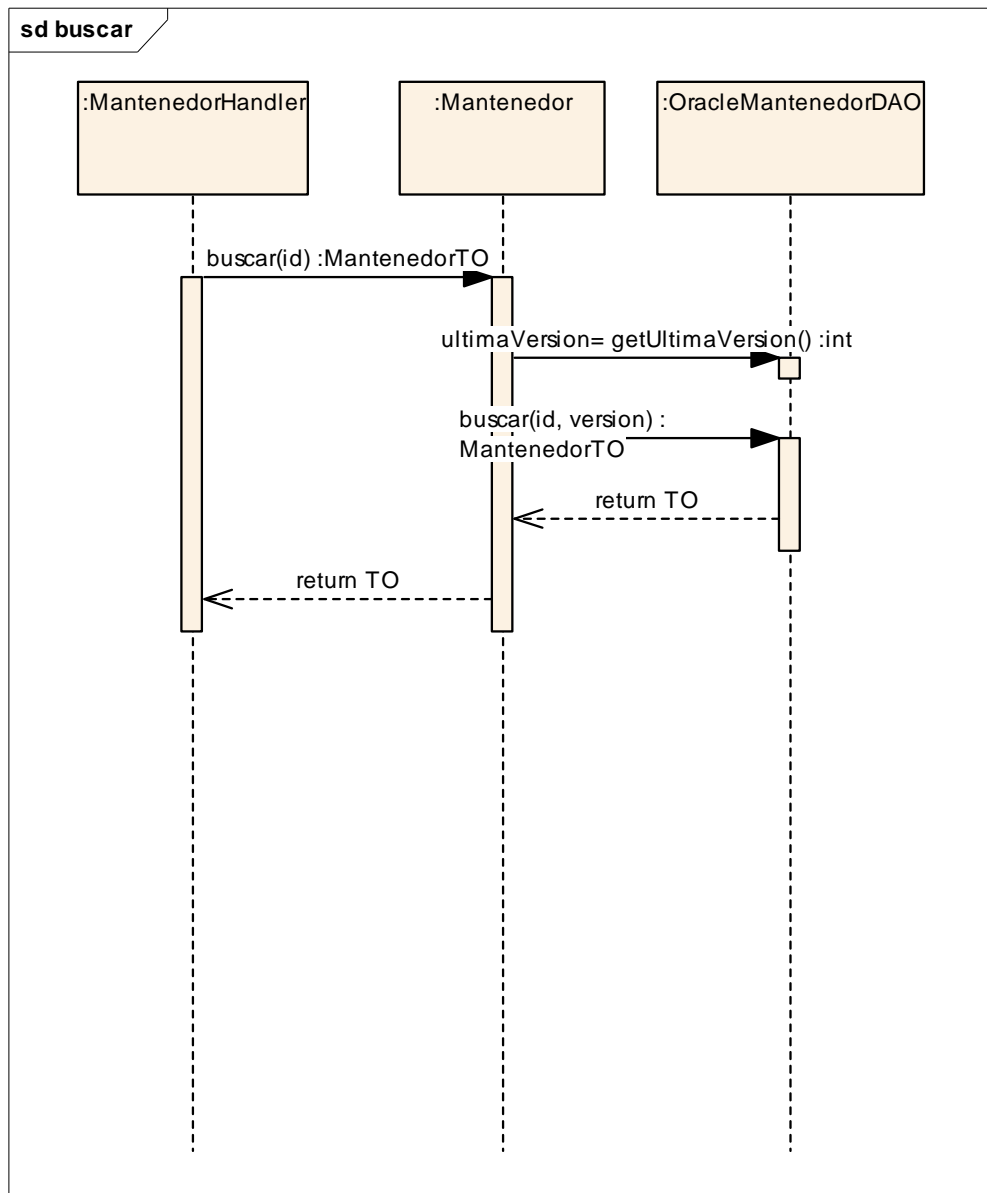 sd buscar
:MantenedorHandler
:Mantenedor
:OracleMantenedorDAO
buscar(id) :MantenedorTO
ultimaVersion= getUltimaVersion() :int
buscar(id, version) :
MantenedorTO
return TO
return TO